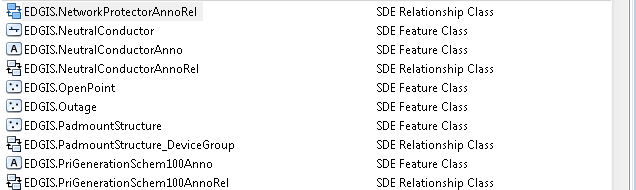 EDGIS.NetworkProtectorAnnoRel SDE Relationship Class
EDGIS.NeutralConductor SDE Feature Class
A EDGIS.NeutralConductorAnno SDE Feature Class
EDGIS.NeutralConductorAnnoRel SDE Relationship Class
EDGIS.OpenPoint SDE Feature Class
EDGIS.Outage SDE Feature Class
EDGIS.PadmountStructure SDE Feature Class
EDGIS.PadmountStructure_DeviceGroup SDE Relationship Class
A EDGIS.PriGenerationSchem100Anno SDE Feature Class
EDGIS.PriGenerationSchem100AnnoRel SDE Relationship Class